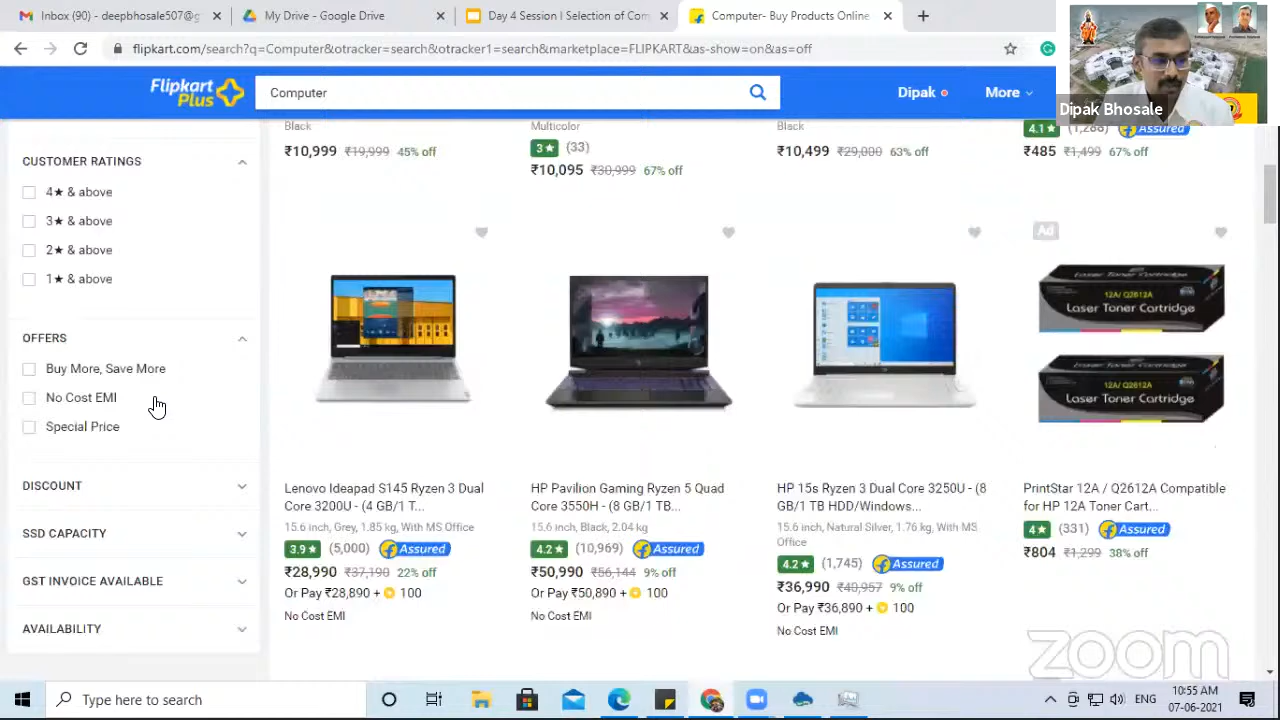 Inbox (90) - deepbhosale507@g
My Drive - Google Drive
Day 1 Session I Selection of Con
Computer- Buy Products Online
flipkart.com/search?q=Computer&otracker=search&otracker1=search&marketplace=FLIPKART&as-show=on&as=off
Flipkart
Plus
Computer
Dipak
More
Dipak Bhosale
CUSTOMER RATINGS
4★ & above
3★ & above
2★ & above
1★ & above
OFFERS
Buy More, Save More
No Cost EMI
Special Price
DISCOUNT
SSD CAPACITY
GST INVOICE AVAILABLE
AVAILABILITY
Black
₹10,999 ₹19,999 45% off
Multicolor
3★ (33)
₹10,095 ₹30,999 67% off
Black
₹10,499 ₹29,000 63% off
4.1★ (1,288) Assured
₹485 ₹1,499 67% off
Lenovo Ideapad S145 Ryzen 3 Dual
Core 3200U - (4 GB/1 T...
15.6 inch, Grey, 1.85 kg, With MS Office
3.9★ (5,000) Assured
₹28,990 ₹37,190 22% off
Or Pay ₹28,890 + 100
No Cost EMI
HP Pavilion Gaming Ryzen 5 Quad
Core 3550H - (8 GB/1 TB...
15.6 inch, Black, 2.04 kg
4.2★ (10,969) Assured
₹50,990 ₹56,144 9% off
Or Pay ₹50,890 + 100
No Cost EMI
HP 15s Ryzen 3 Dual Core 3250U - (8
GB/1 TB HDD/Windows...
15.6 inch, Natural Silver, 1.76 kg, With MS
Office
4.2★ (1,745) Assured
₹36,990 ₹40,957 9% off
Or Pay ₹36,890 + 100
No Cost EMI
Ad
Laser Toner Cartridge
12A/ Q2612A
Laser Toner Cartridge
12A/ Q2612A
Laser Toner Cartridge
PrintStar 12A / Q2612A Compatible
for HP 12A Toner Cart...
4★ (331) Assured
₹804 ₹1,299 38% off
zoom
Type here to search
ENG
10:55 AM
07-06-2021